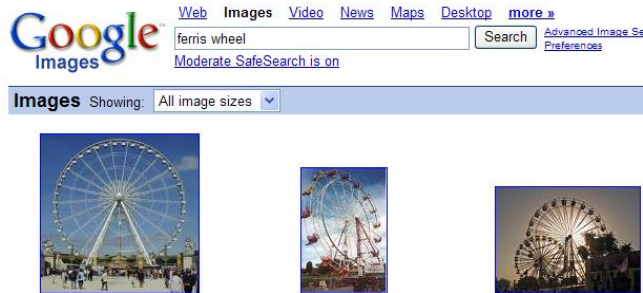 Web Images Video News Maps Desktop more »
Google
Images
ferris wheel Search Advanced Image Se
Preferences
Moderate SafeSearch is on
Images Showing: All image sizes